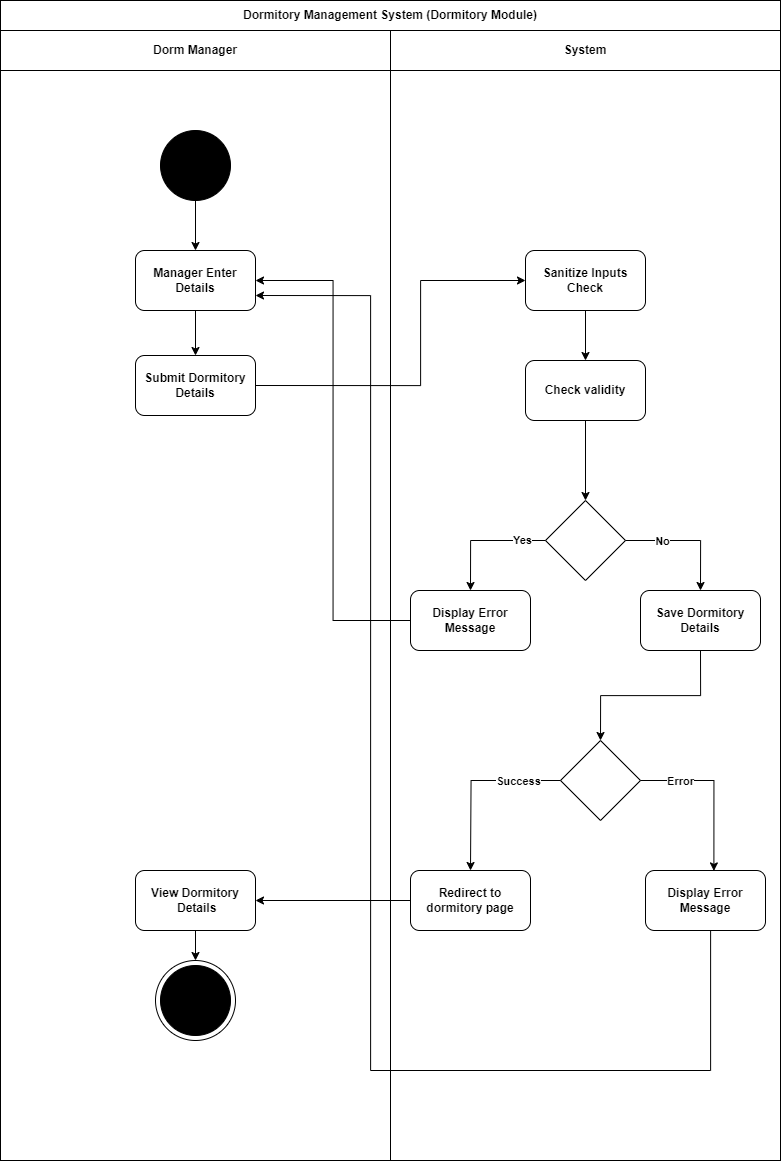 Dormitory Management System (Dormitory Module)
Dorm Manager
System
Manager Enter
Details
Sanitize Inputs
Check
Submit Dormitory
Details
Check validity
Yes
No
Display Error
Message
Save Dormitory
Details
Success
Error
View Dormitory
Details
Redirect to
dormitory page
Display Error
Message